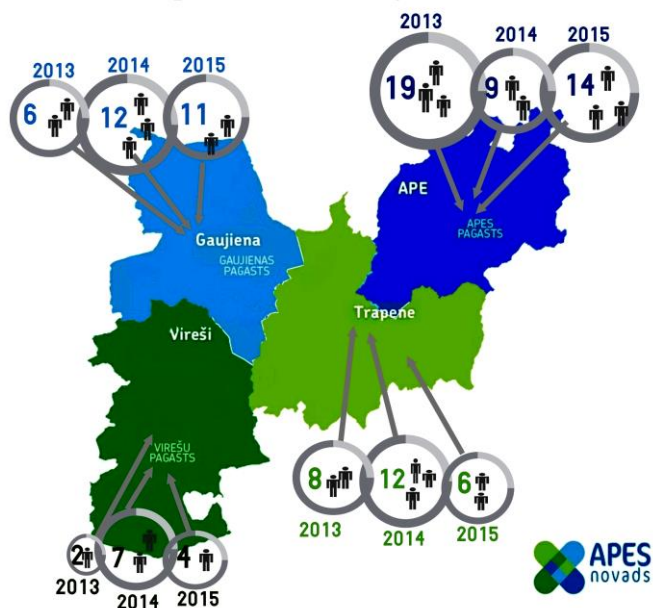 2013
2014
2015
6
12
11
2013
2014
2015
19
9
14
APE
APES
PAGASTS
Gaujiena
GAUJIENAS
PAGASTS
Trapene
Vireši
VIREŠU
PAGASTS
8
12
6
2013
2014
2015
2
7
4
2013
2014
2015
APES
novads